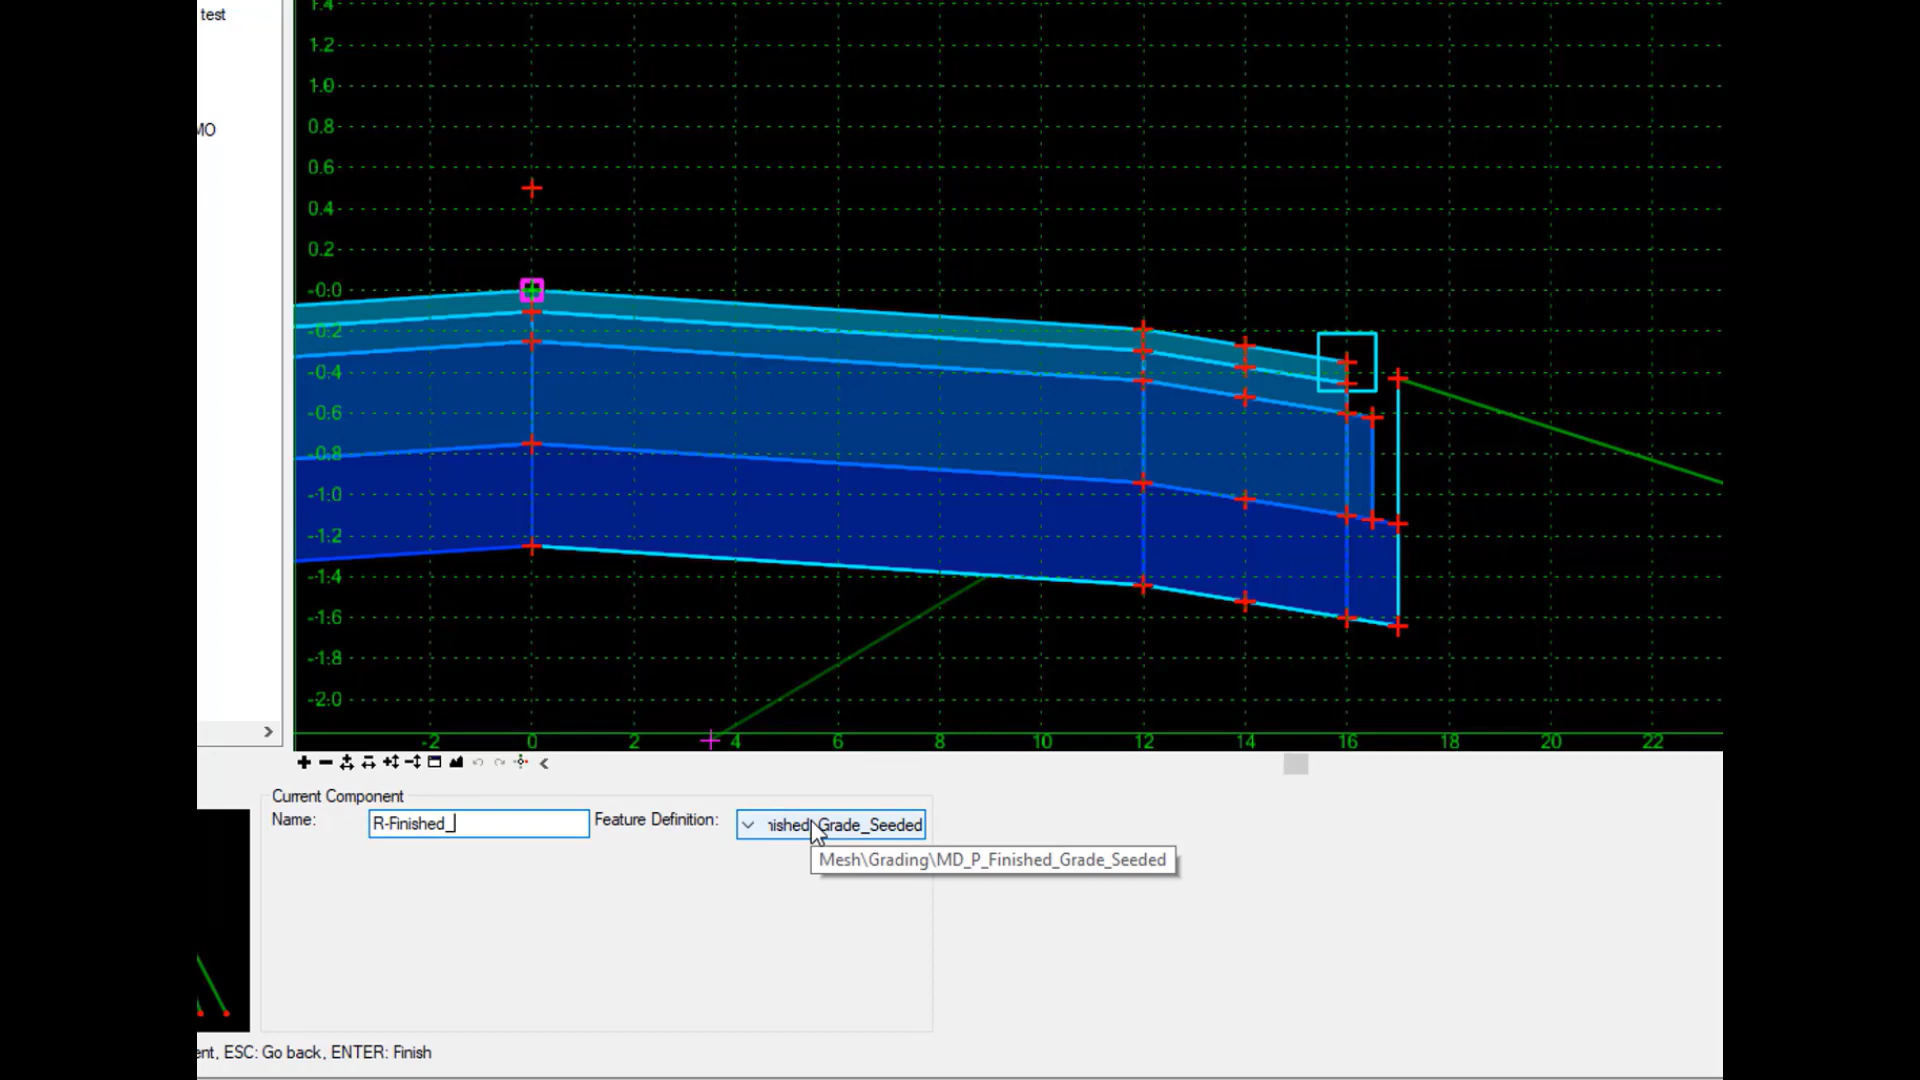 test
MO
1.4
1.2
1.0
0.8
0.6
0.4
0.2
-0.0
-0.2
-0.4
-0.6
-0.8
-1.0
-1.2
-1.4
-1.6
-1.8
-2.0
-2 0 2 4 6 8 10 12 14 16 18 20 22
Current Component
Name: R-Finished_ Feature Definition: nished_Grade_Seeded
Mesh\Grading\MD_P_Finished_Grade_Seeded
ent, ESC: Go back, ENTER: Finish